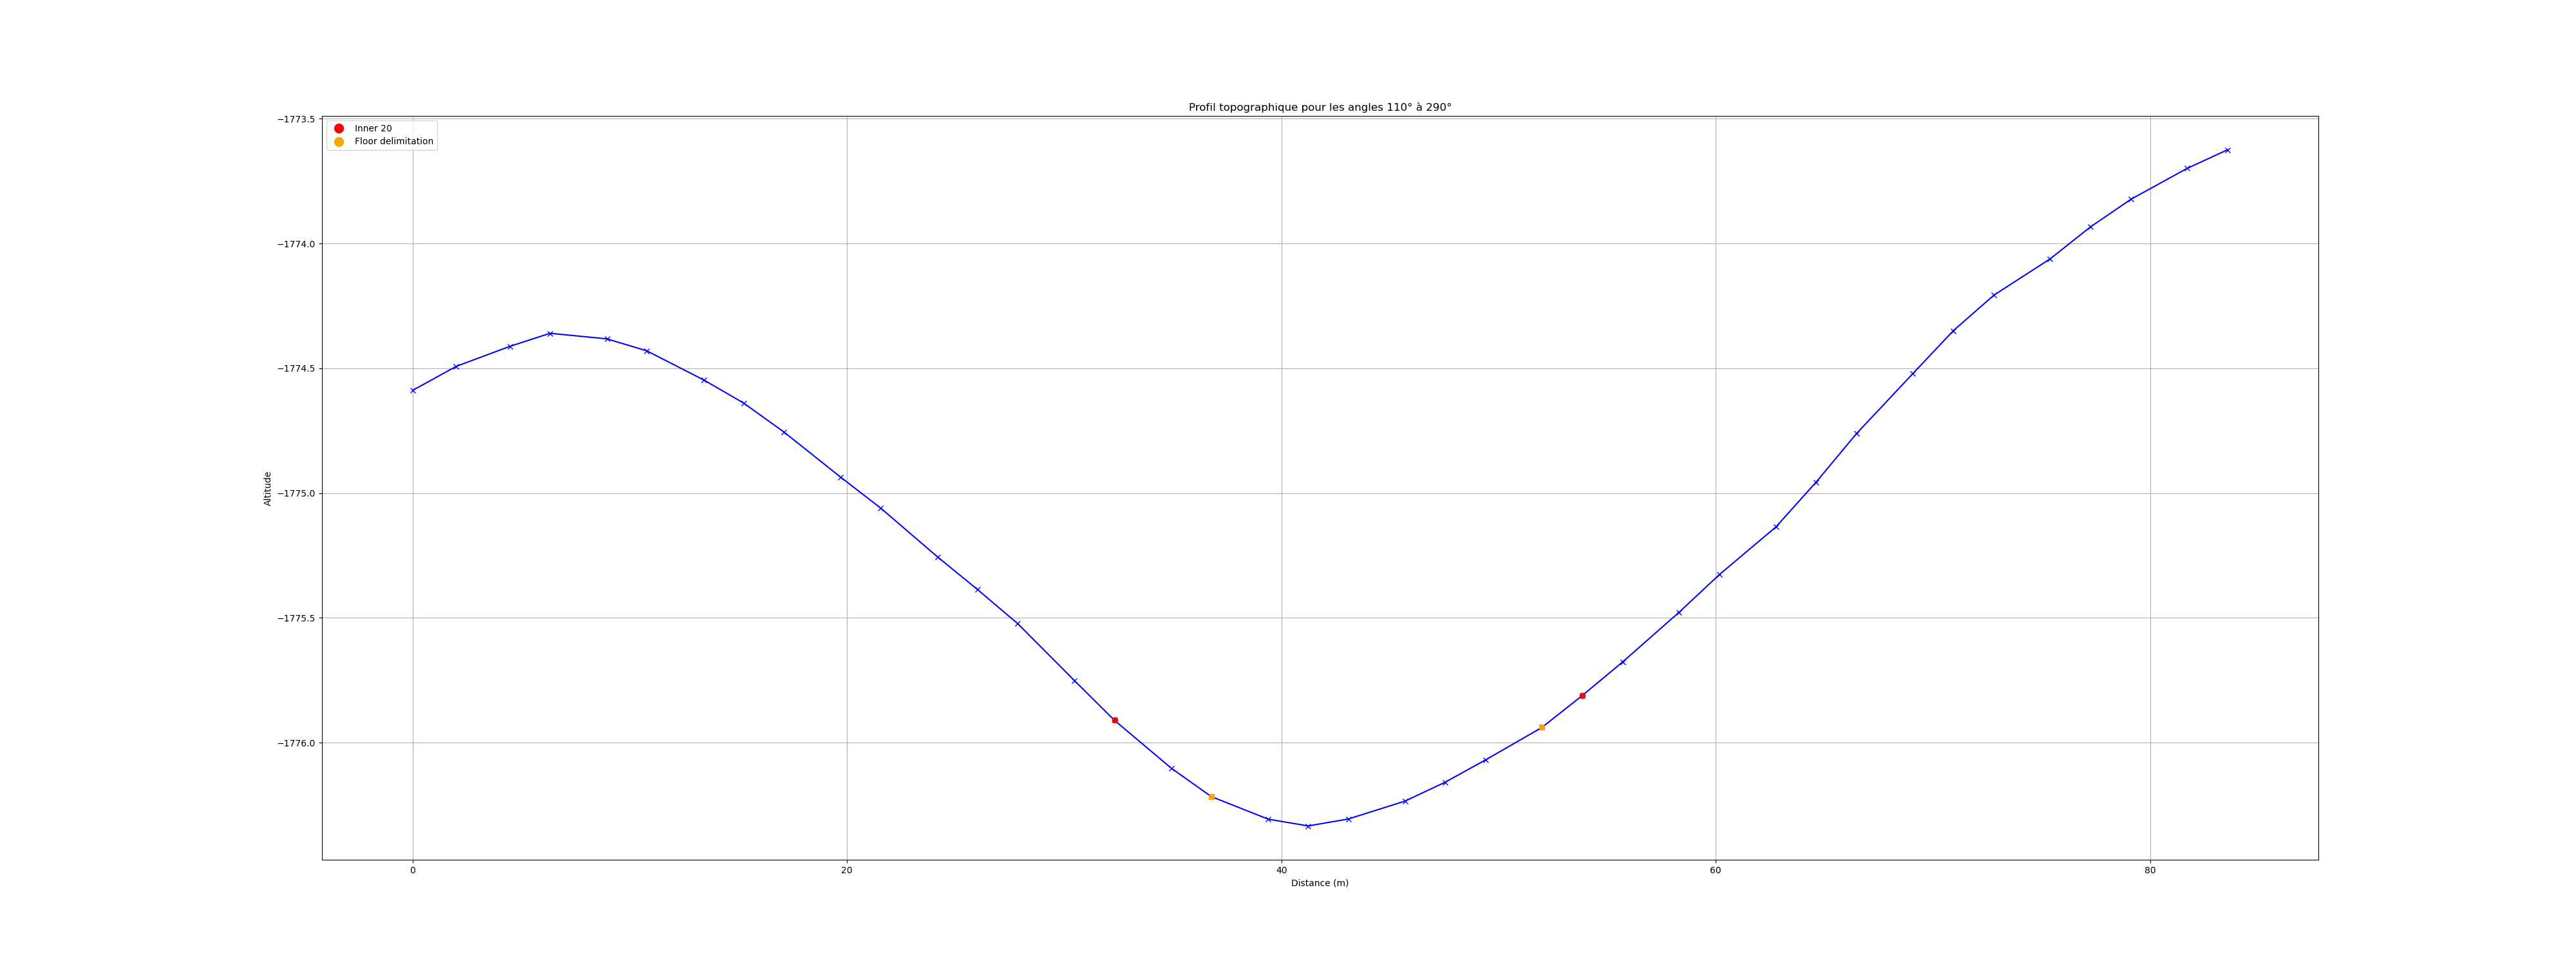 Profil topographique pour les angles 110° à 290°
Inner 20
Floor delimitation
−1773.5
−1774.0
−1774.5
−1775.0
−1775.5
−1776.0
Altitude
0 20 40 60 80
Distance (m)